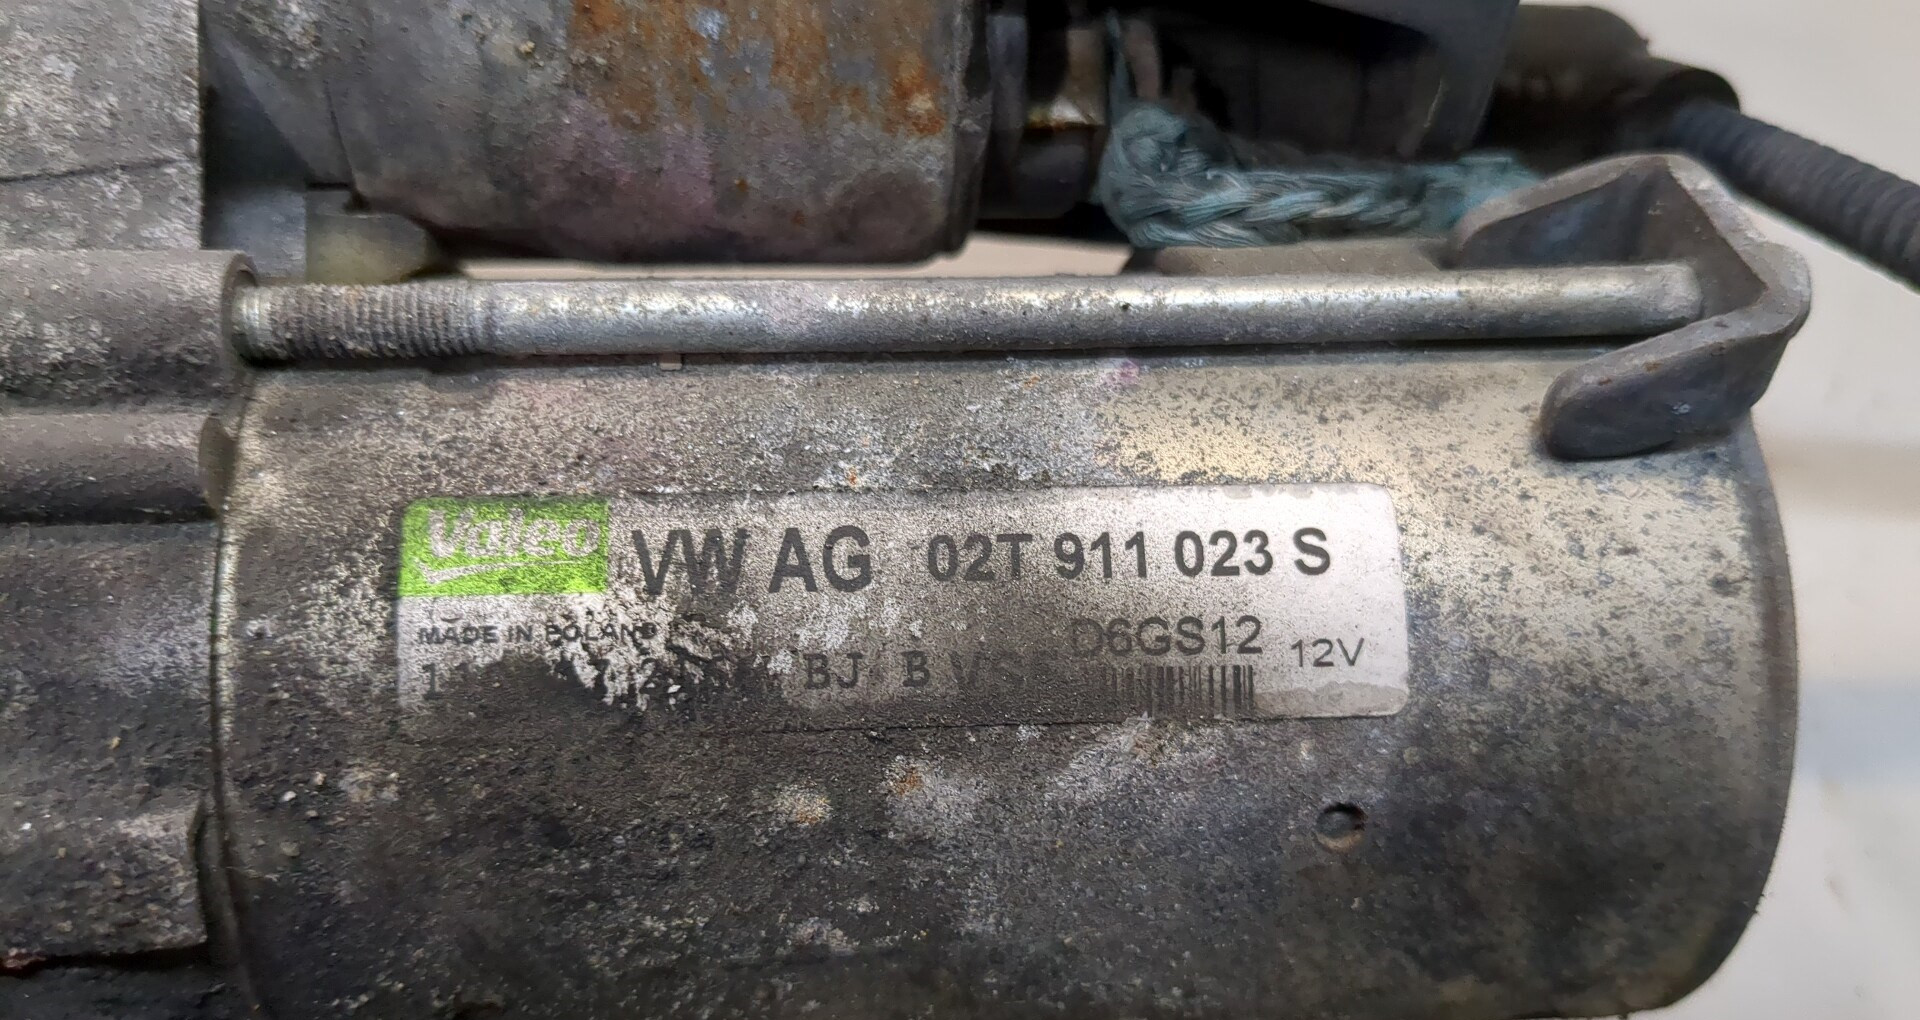 Valeo VW AG 02T 911 023 S
MADE IN POLAND D6GS12 12V
BJ B